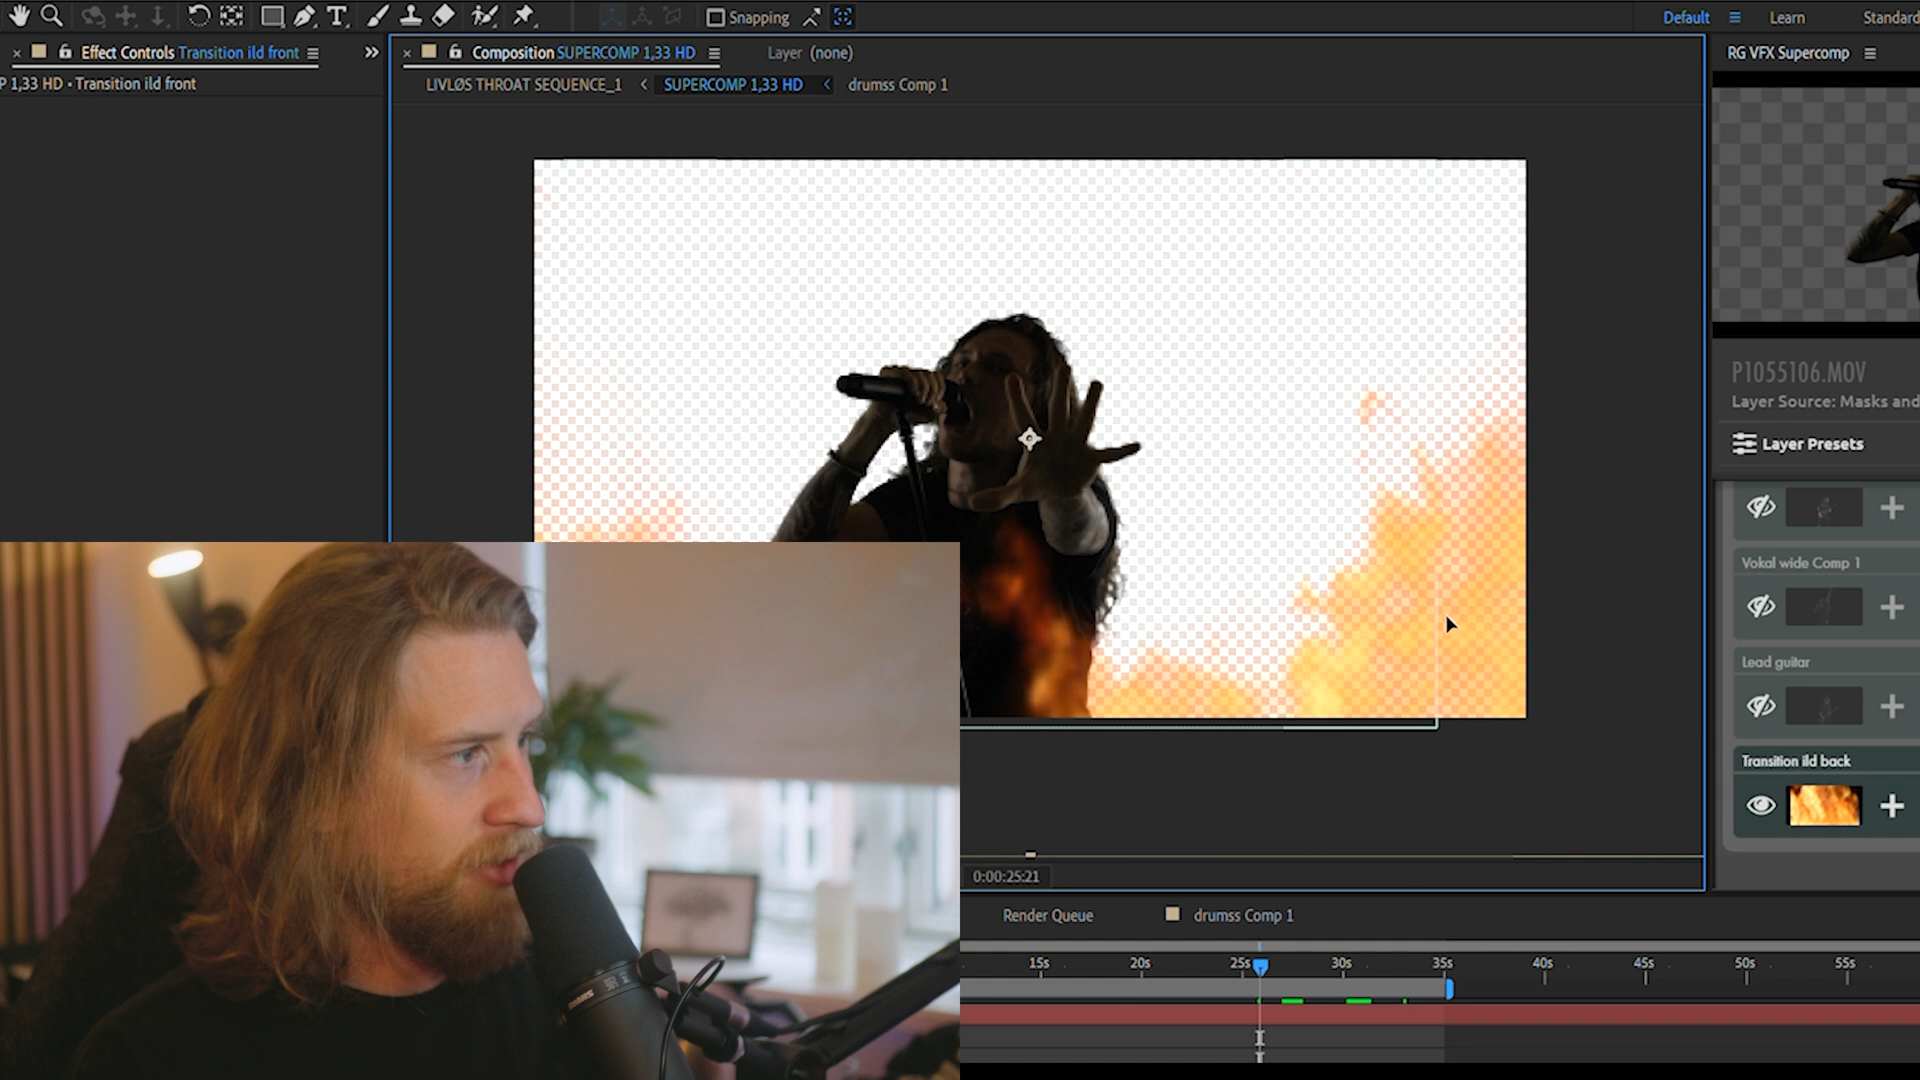 Snapping
Default
Learn
Standard
Effect Controls Transition ild front
Composition SUPERCOMP 1,33 HD
Layer (none)
RG VFX Supercomp
P 1,33 HD • Transition ild front
LIVLØS THROAT SEQUENCE_1
SUPERCOMP 1,33 HD
drumss Comp 1
P1055106.MOV
Layer Source: Masks and
Layer Presets
Vokal wide Comp 1
Lead guitar
Transition ild back
0:00:25:21
Render Queue
drumss Comp 1
15s
20s
25s
30s
35s
40s
45s
50s
55s